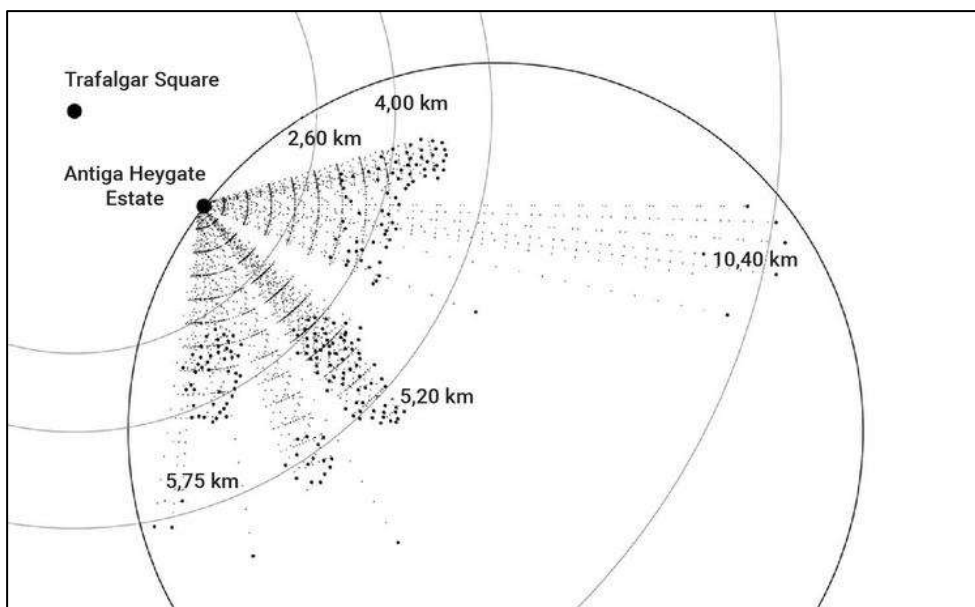 Trafalgar Square
4,00 km
2,60 km
Antiga Heygate
Estate
10,40 km
5,20 km
5,75 km